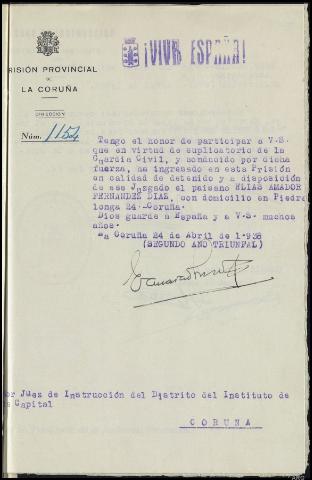 ¡VIVA ESPAÑA!
RISIÓN PROVINCIAL
DE
LA CORUÑA
DIRECCION
Núm. 1154
Tengo el honor de participar a V.S.
que en virtud de suplicatorio de la
Guardia Civil, y conducido por dicha
fuerza, ha ingresado en esta Prisión
en calidad de detenido y a disposición
de ese Juzgado el paisano ELIAS AMADOR
FERNANDEZ DIAZ, con domicilio en Piedra
longa 24.-Coruña.
Dios guarde a España y a V.S. muchos
años.
La Coruña 24 de Abril de 1.938
(SEGUNDO AÑO TRIUNFAL)
or Juez de Instrucción del Distrito del Instituto de
a Capital
CORUÑA